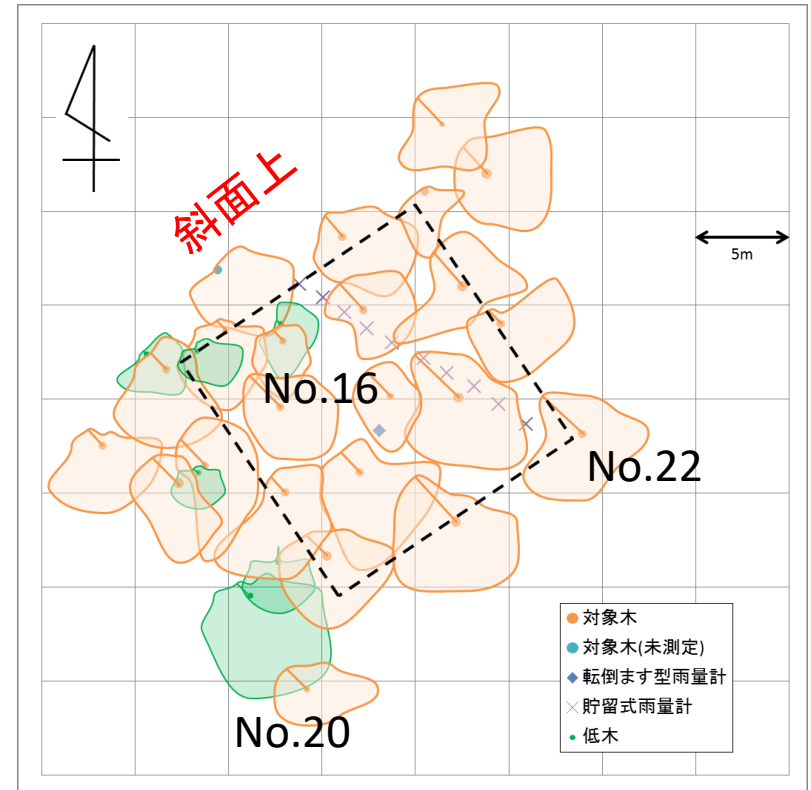 斜面上
5m
No.16
No.22
No.20
対象木
対象木(未測定)
転倒ます型雨量計
貯留式雨量計
低木